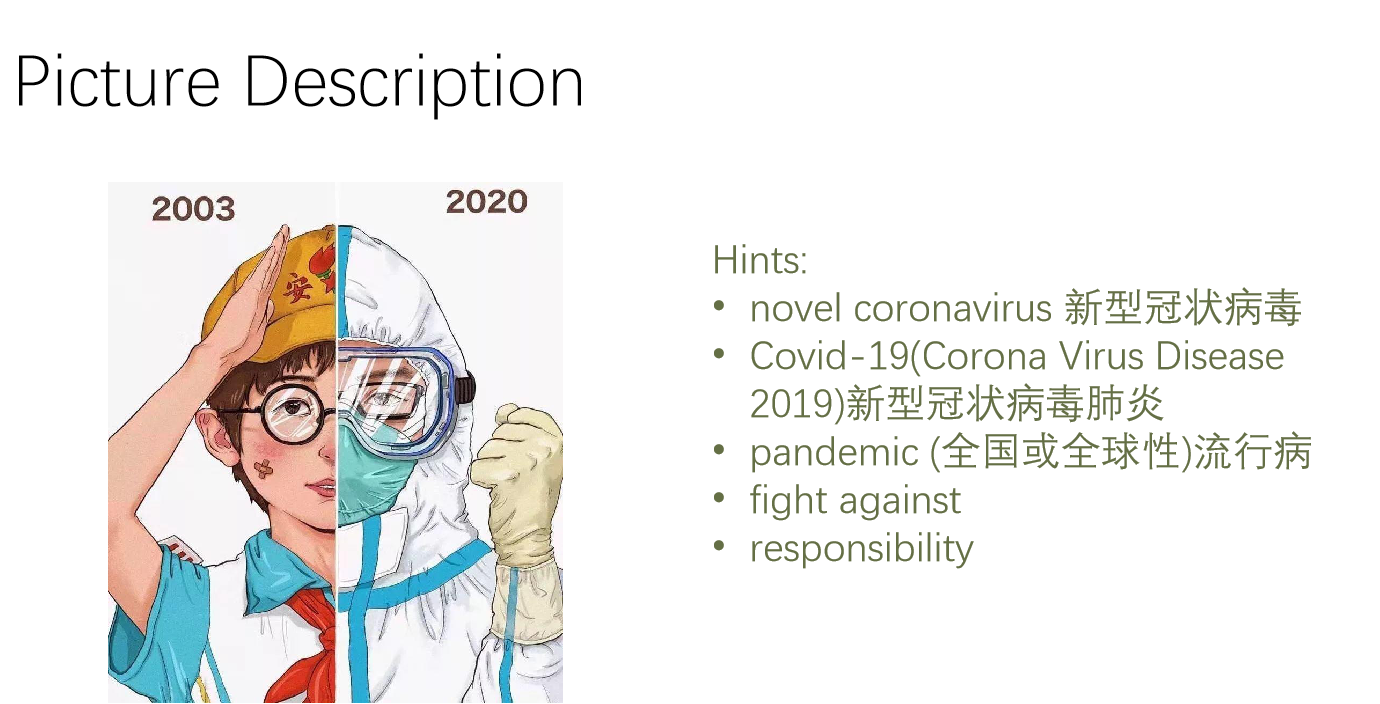 Picture Description
2003
2020
安
Hints:
• novel coronavirus 新型冠状病毒
• Covid-19(Corona Virus Disease
2019)新型冠状病毒肺炎
• pandemic (全国或全球性)流行病
• fight against
• responsibility